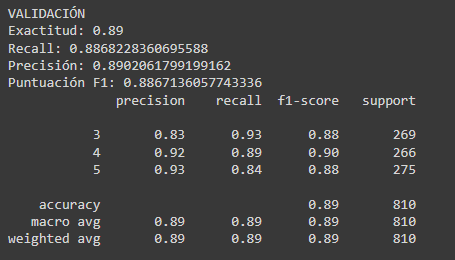 VALIDACIÓN
Exactitud: 0.89
Recall: 0.8868228360695588
Precisión: 0.8902061799199162
Puntuación F1: 0.8867136057743336
precision recall f1-score support
3 0.83 0.93 0.88 269
4 0.92 0.89 0.90 266
5 0.93 0.84 0.88 275
accuracy 0.89 810
macro avg 0.89 0.89 0.89 810
weighted avg 0.89 0.89 0.89 810